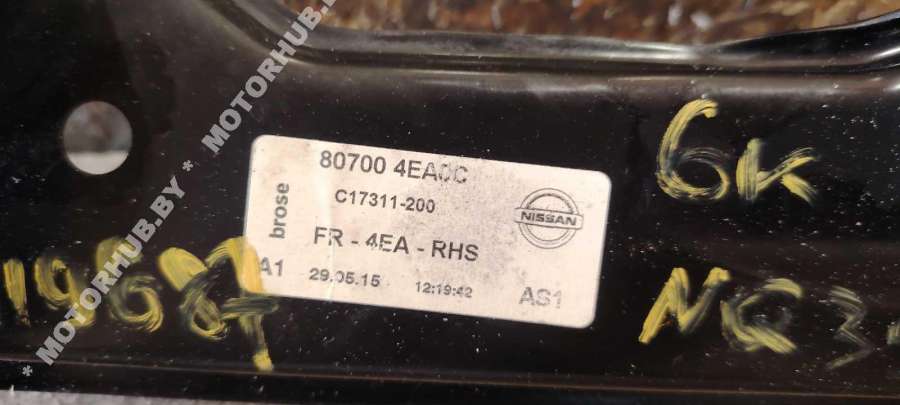 * MOTORHUB.BY * MOTORHUB.BY *
80700 4EA0C
C17311-200
brose
NISSAN
FR - 4EA - RHS
A1 29.05.15 12:19:42 AS1
6K